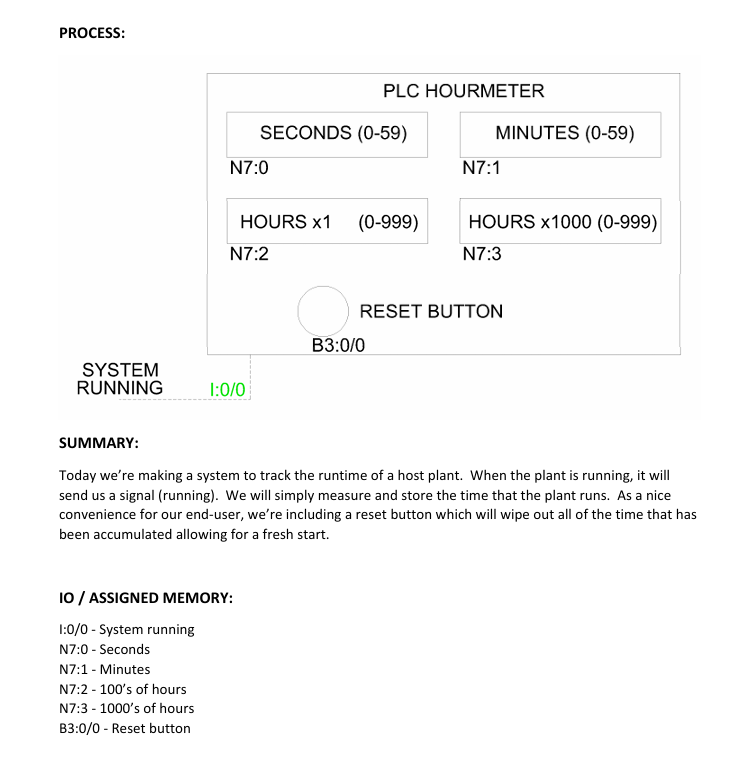 PROCESS:
PLC HOURMETER
SECONDS (0-59)
MINUTES (0-59)
N7:0
N7:1
HOURS x1 (0-999)
HOURS x1000 (0-999)
N7:2
N7:3
RESET BUTTON
B3:0/0
SYSTEM
RUNNING
I:0/0
SUMMARY:
Today we’re making a system to track the runtime of a host plant. When the plant is running, it will
send us a signal (running). We will simply measure and store the time that the plant runs. As a nice
convenience for our end-user, we’re including a reset button which will wipe out all of the time that has
been accumulated allowing for a fresh start.
IO / ASSIGNED MEMORY:
I:0/0 - System running
N7:0 - Seconds
N7:1 - Minutes
N7:2 - 100’s of hours
N7:3 - 1000’s of hours
B3:0/0 - Reset button